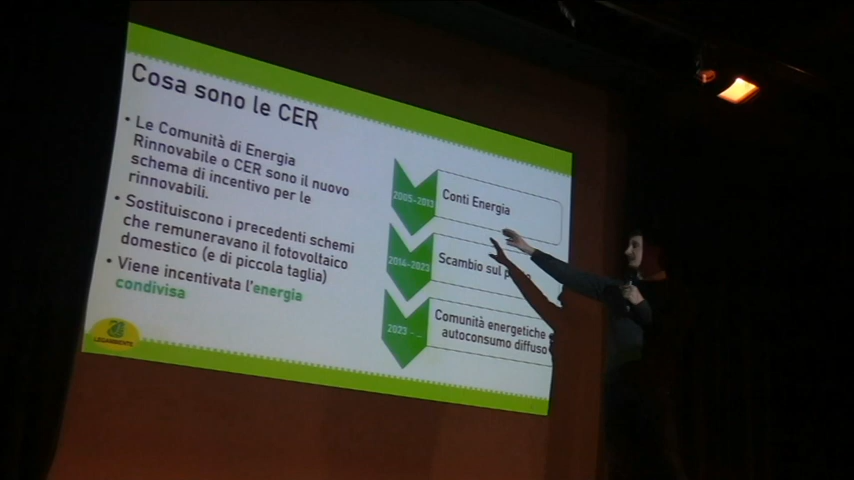 Cosa sono le CER
• Le Comunità di Energia
Rinnovabile o CER sono il nuovo
schema di incentivo per le
rinnovabili.
• Sostituiscono i precedenti schemi
che remuneravano il fotovoltaico
domestico (e di piccola taglia)
• Viene incentivata l'energia
condivisa
LEGAMBIENTE
2005-2013
Conti Energia
2014-2023
Scambio sul
2023 - ...
Comunità energetiche
autoconsumo diffuso